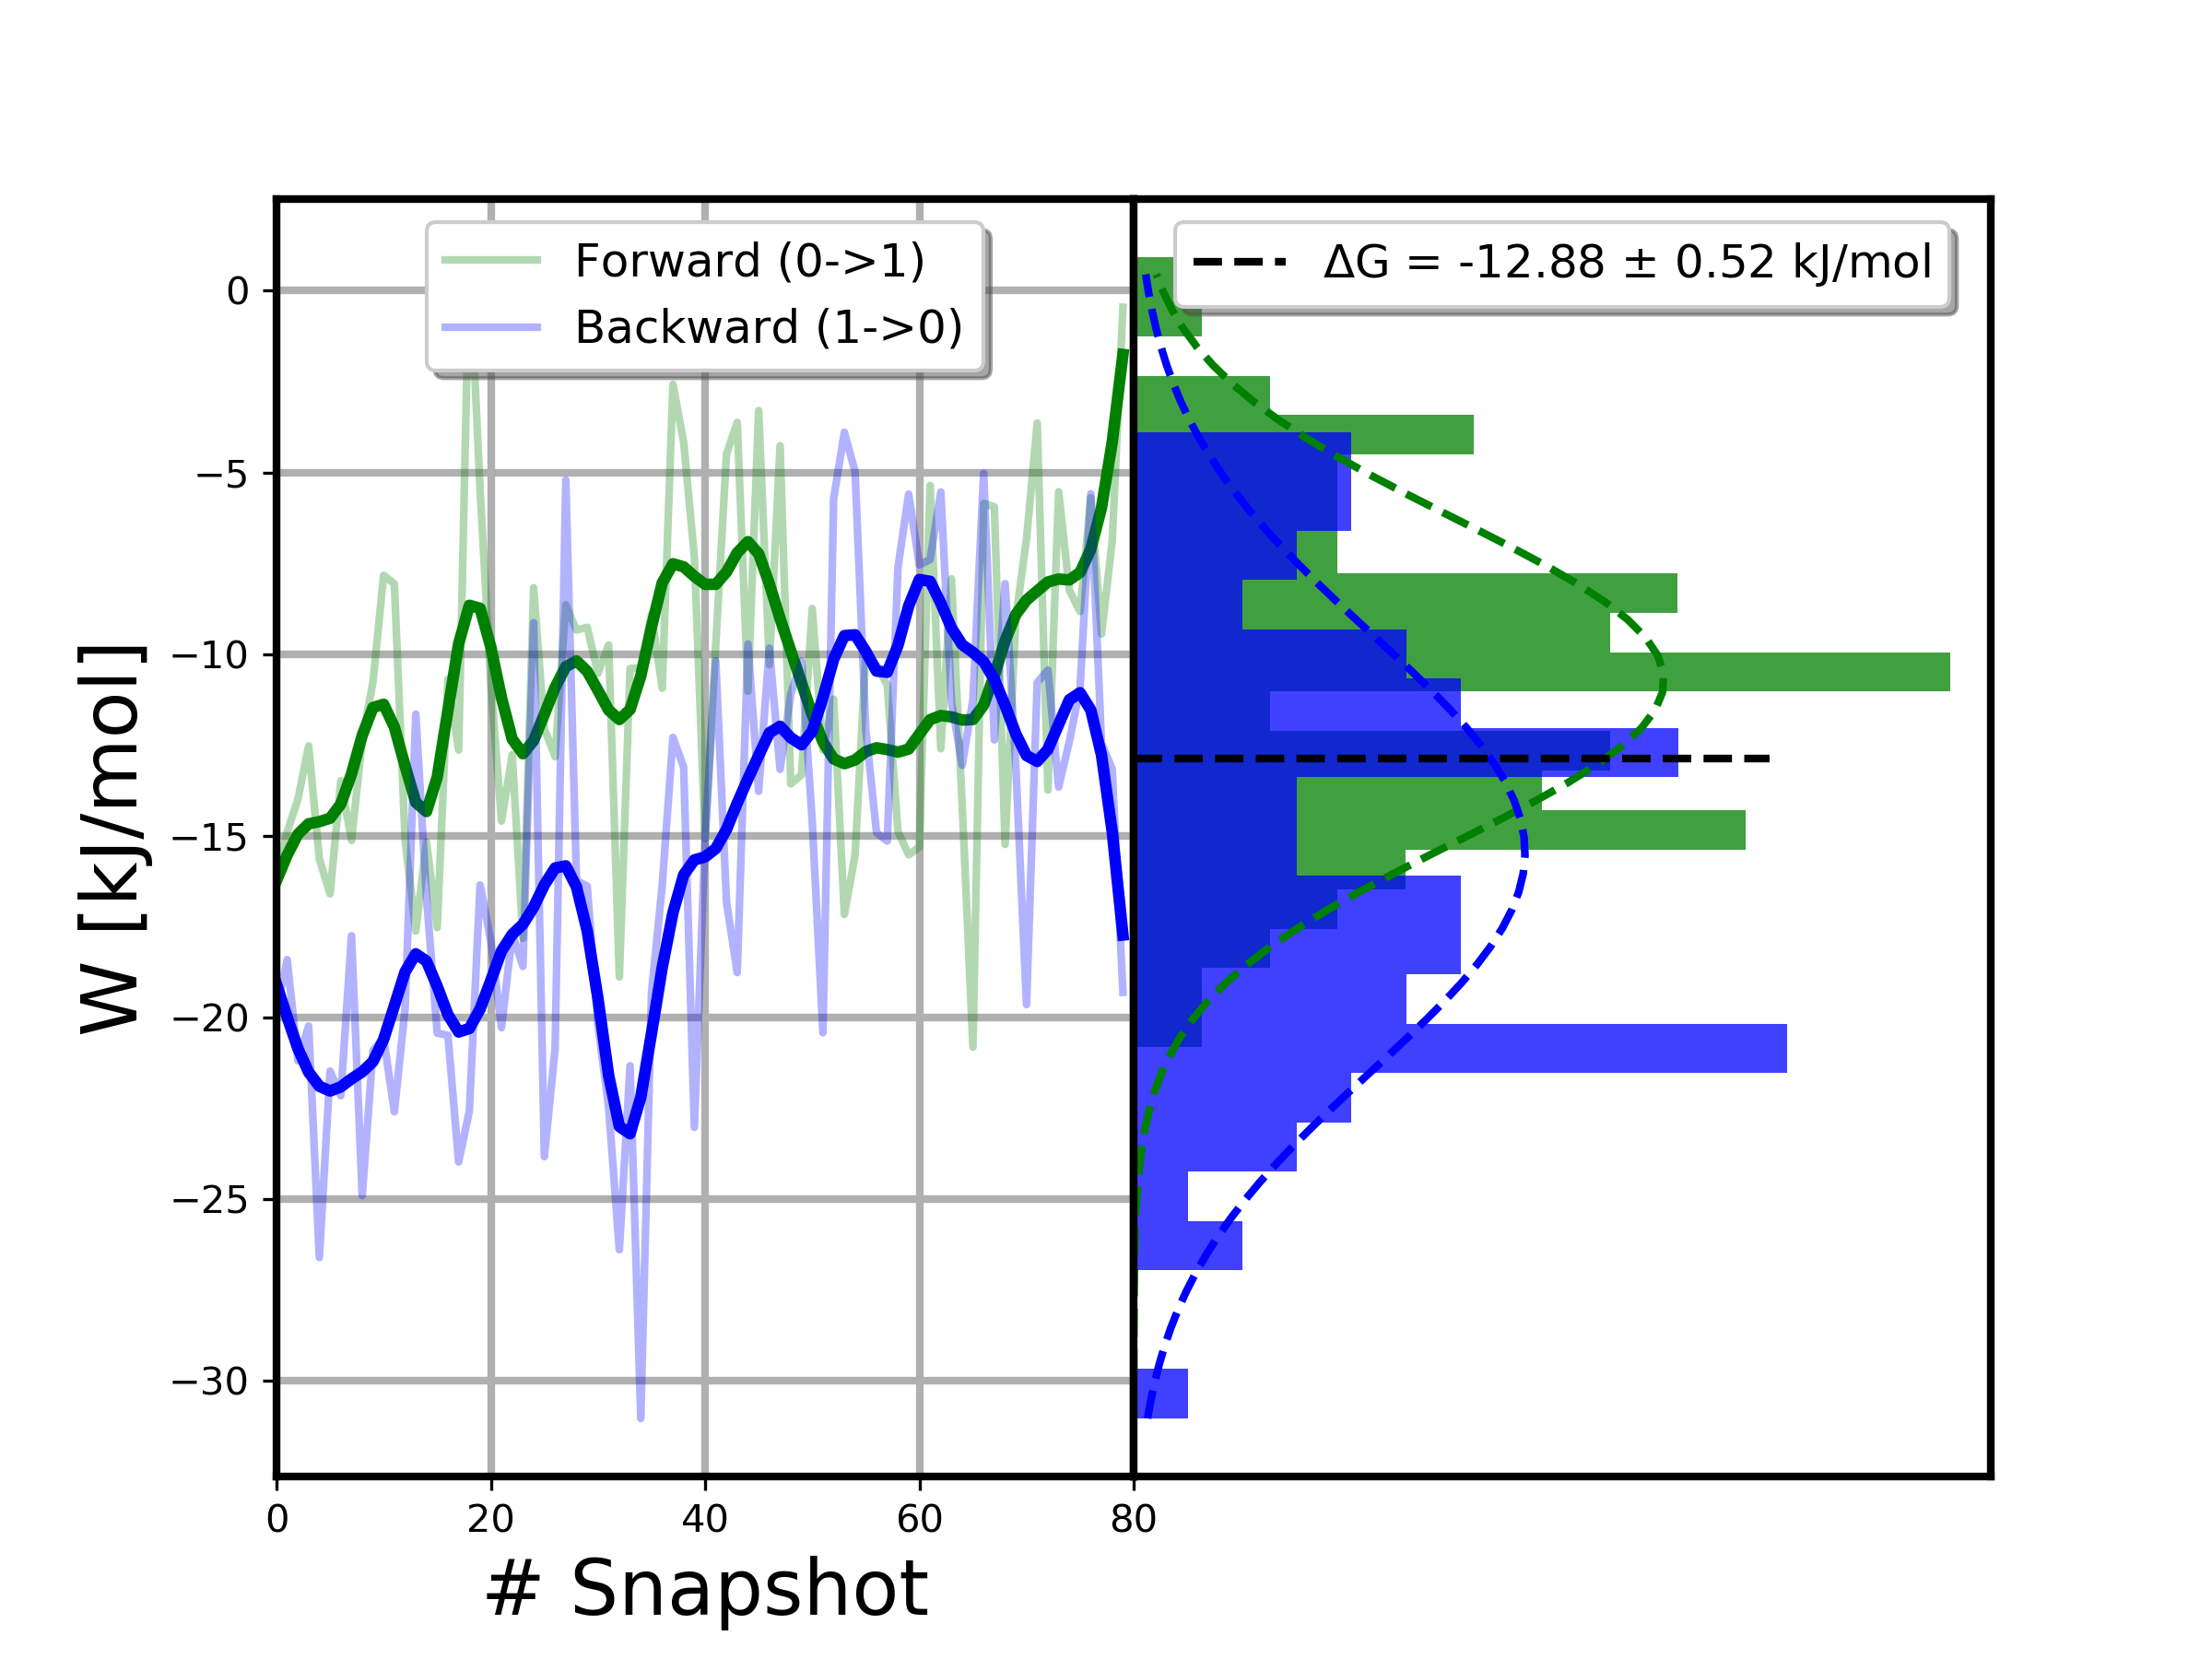 Forward (0->1)
Backward (1->0)
ΔG = -12.88 ± 0.52 kJ/mol
0
−5
−10
−15
−20
−25
−30
W [kJ/mol]
0 20 40 60 80
# Snapshot